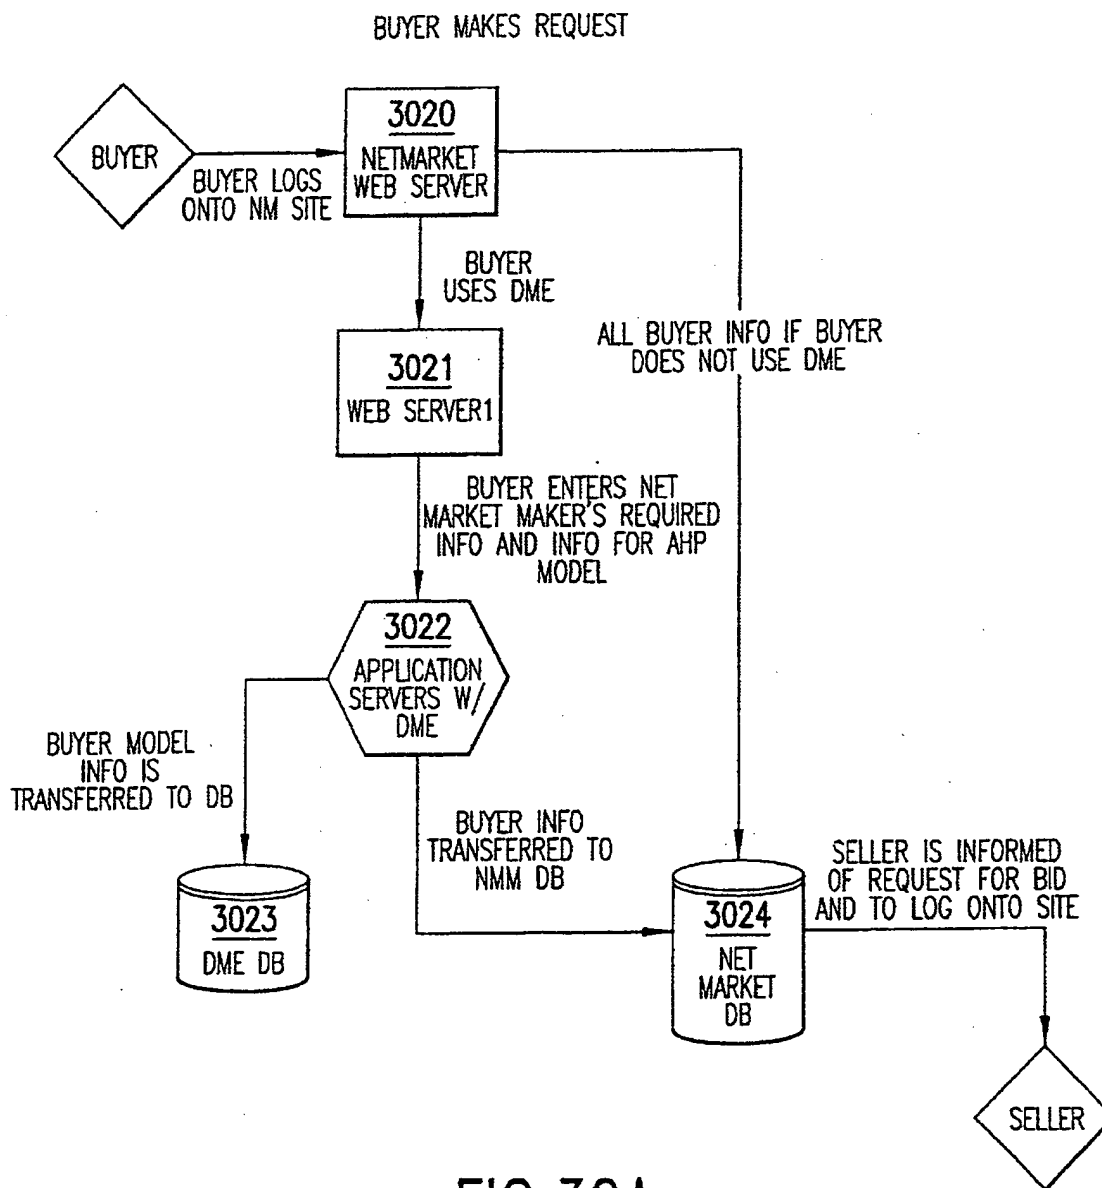 BUYER MAKES REQUEST
BUYER
BUYER LOGS
ONTO NM SITE
3020
NETMARKET
WEB SERVER
BUYER
USES DME
ALL BUYER INFO IF BUYER
DOES NOT USE DME
3021
WEB SERVER1
BUYER ENTERS NET
MARKET MAKER'S REQUIRED
INFO AND INFO FOR AHP
MODEL
3022
APPLICATION
SERVERS W/
DME
BUYER MODEL
INFO IS
TRANSFERRED TO DB
BUYER INFO
TRANSFERRED TO
NMM DB
SELLER IS INFORMED
OF REQUEST FOR BID
AND TO LOG ONTO SITE
3023
DME DB
3024
NET
MARKET
DB
SELLER
FIG.30A